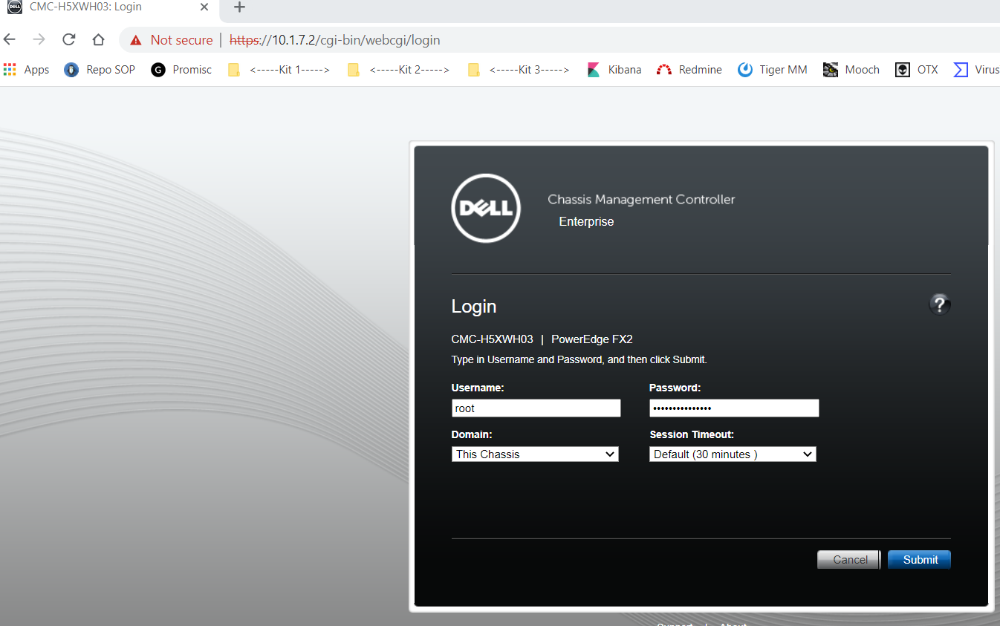 CMC-H5XWH03: Login
Not secure | https://10.1.7.2/cgi-bin/webcgi/login
Apps Repo SOP Promisc <-----Kit 1-----> <-----Kit 2-----> <-----Kit 3-----> Kibana Redmine Tiger MM Mooch OTX Virus
DELL
Chassis Management Controller
Enterprise
Login
?
CMC-H5XWH03 | PowerEdge FX2
Type in Username and Password, and then click Submit.
Username: Password:
root •••••••••••••••
Domain: Session Timeout:
This Chassis Default (30 minutes )
Cancel Submit
Support | About